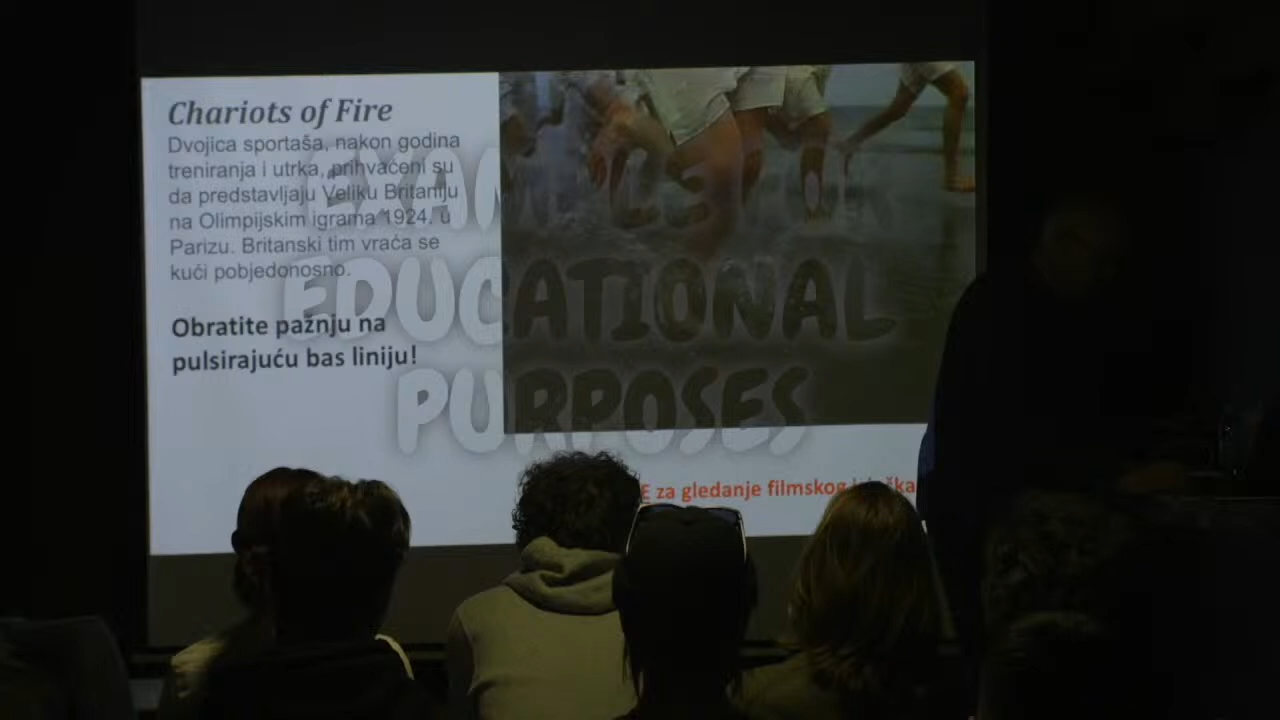 Chariots of Fire
Dvojica sportaša, nakon godina
treniranja i utrka, prihvaćeni su
da predstavljaju Veliku Britaniju
na Olimpijskim igrama 1924. u
Parizu. Britanski tim vraća se
kući pobjedonosno.
Obratite pažnju na
pulsirajuću bas liniju!
EDUCATIONAL
PURPOSES
za gledanje filmskog